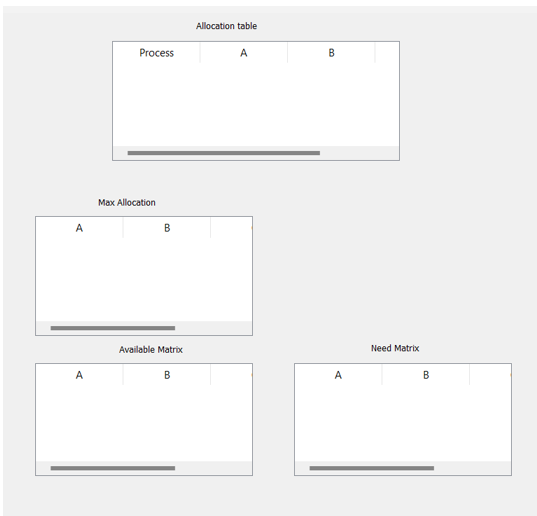 Allocation table
Process A B
Max Allocation
A B
Available Matrix
A B
Need Matrix
A B